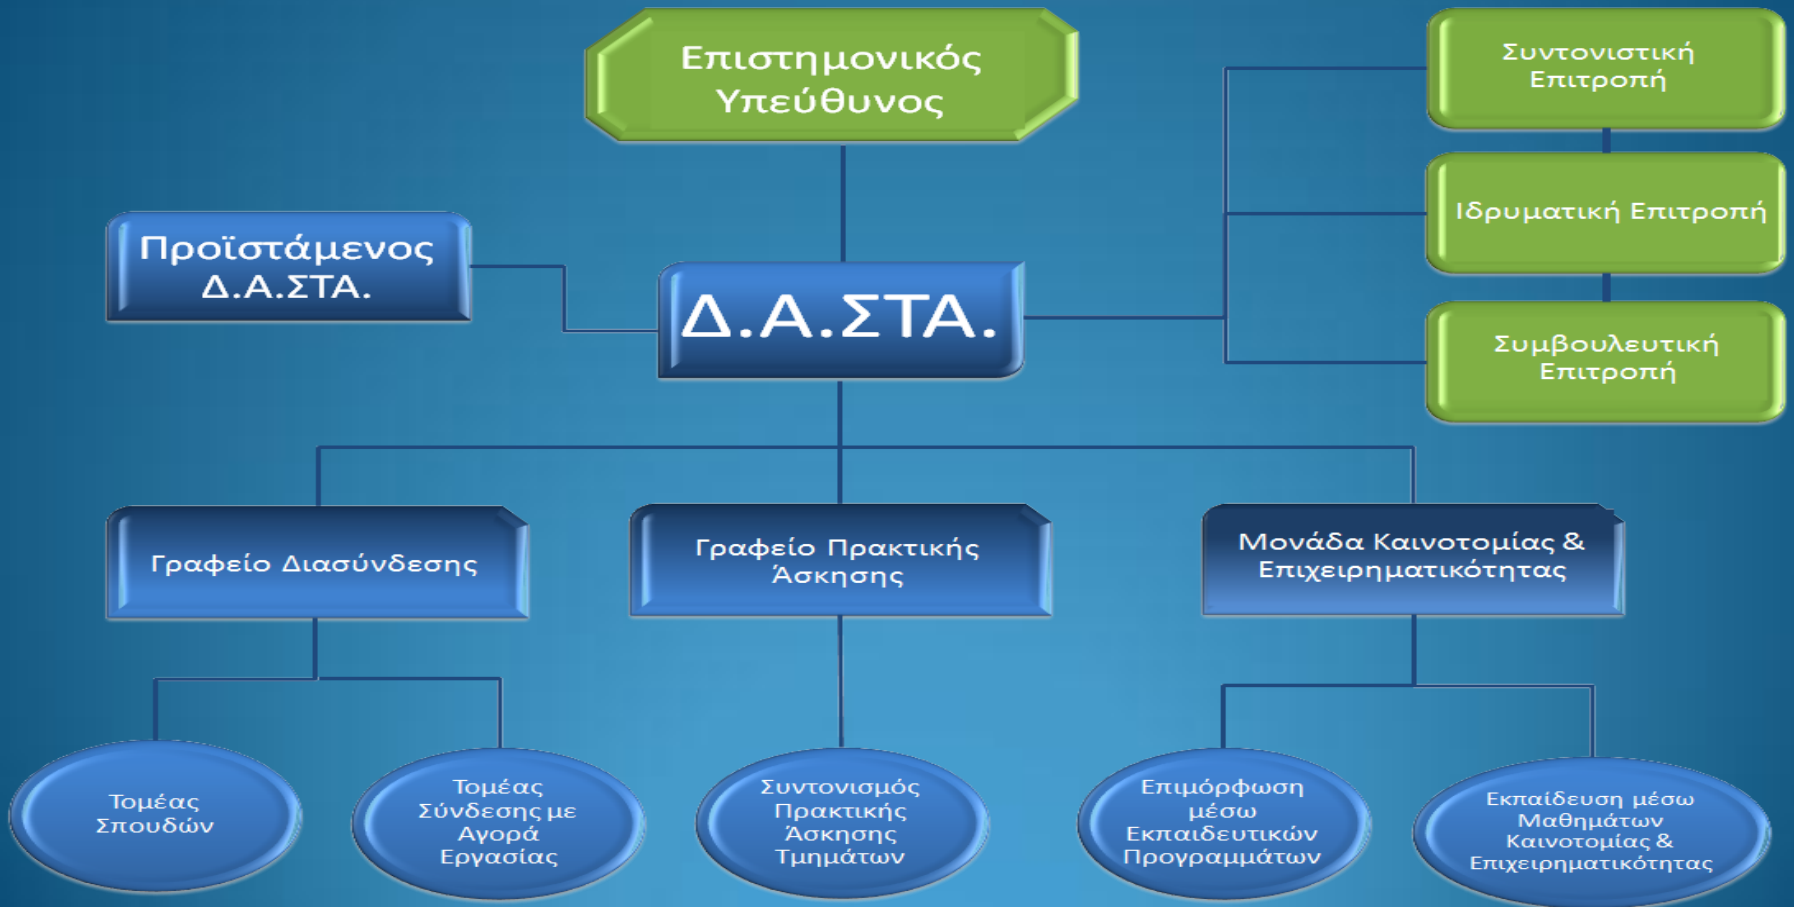 Επιστημονικός
Υπεύθυνος
Συντονιστική
Επιτροπή
Ιδρυματική Επιτροπή
Συμβουλευτική
Επιτροπή
Προϊστάμενος
Δ.Α.ΣΤΑ.
Δ.Α.ΣΤΑ.
Γραφείο Διασύνδεσης
Γραφείο Πρακτικής
Άσκησης
Μονάδα Καινοτομίας &
Επιχειρηματικότητας
Τομέας
Σπουδών
Τομέας
Σύνδεσης με
Αγορά
Εργασίας
Συντονισμός
Πρακτικής
Άσκησης
Τμημάτων
Επιμόρφωση
μέσω
Εκπαιδευτικών
Προγραμμάτων
Εκπαίδευση μέσω
Μαθημάτων
Καινοτομίας &
Επιχειρηματικότητας